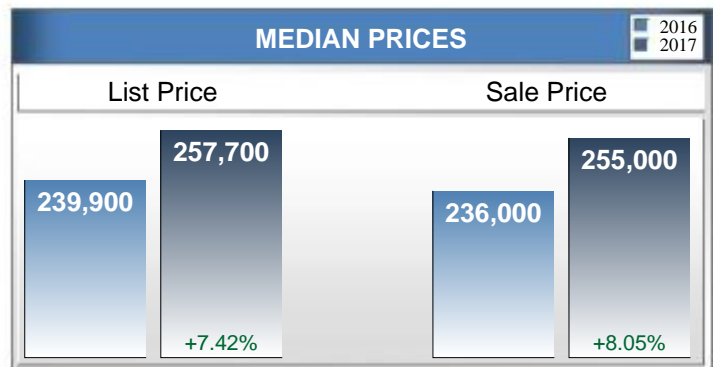 MEDIAN PRICES
2016
2017
List Price
Sale Price
239,900
257,700
+7.42%
236,000
255,000
+8.05%